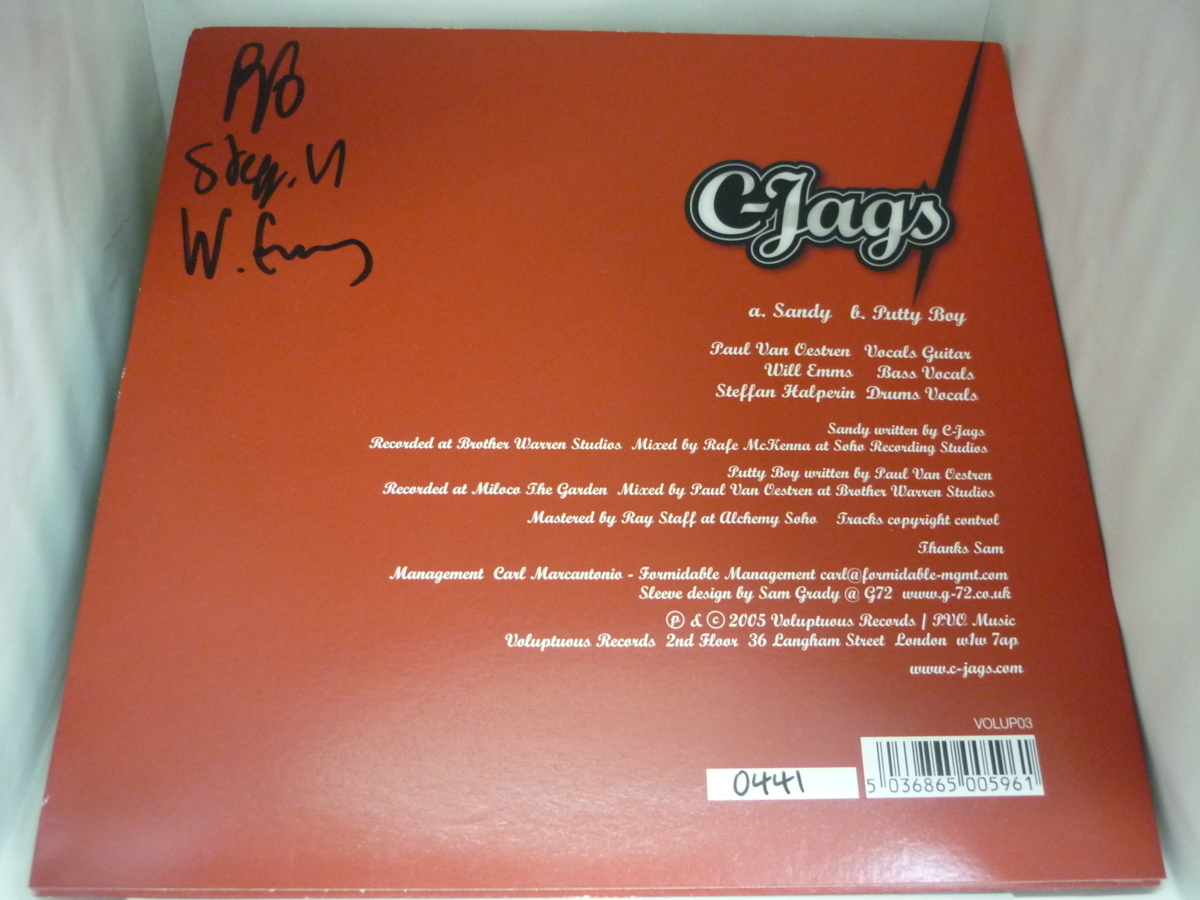 Steff. H
W. Emms
C-Jags
a. Sandy b. Putty Boy
Paul Van Oestren Vocals Guitar
Will Emms Bass Vocals
Steffan Halperin Drums Vocals
Sandy written by C-Jags
Recorded at Brother Warren Studios Mixed by Rafe McKenna at Soho Recording Studios
Putty Boy written by Paul Van Oestren
Recorded at Miloco The Garden Mixed by Paul Van Oestren at Brother Warren Studios
Mastered by Ray Staff at Alchemy Soho Tracks copyright control
Thanks Sam
Management Carl Marcantonio - Formidable Management carl@formidable-mgmt.com
Sleeve design by Sam Grady @ G72 www.g-72.co.uk
℗ & © 2005 Voluptuous Records / PVO Music
Voluptuous Records 2nd Floor 36 Langham Street London w1w 7ap
www.c-jags.com
VOLUP03
0441
5 036865 005961